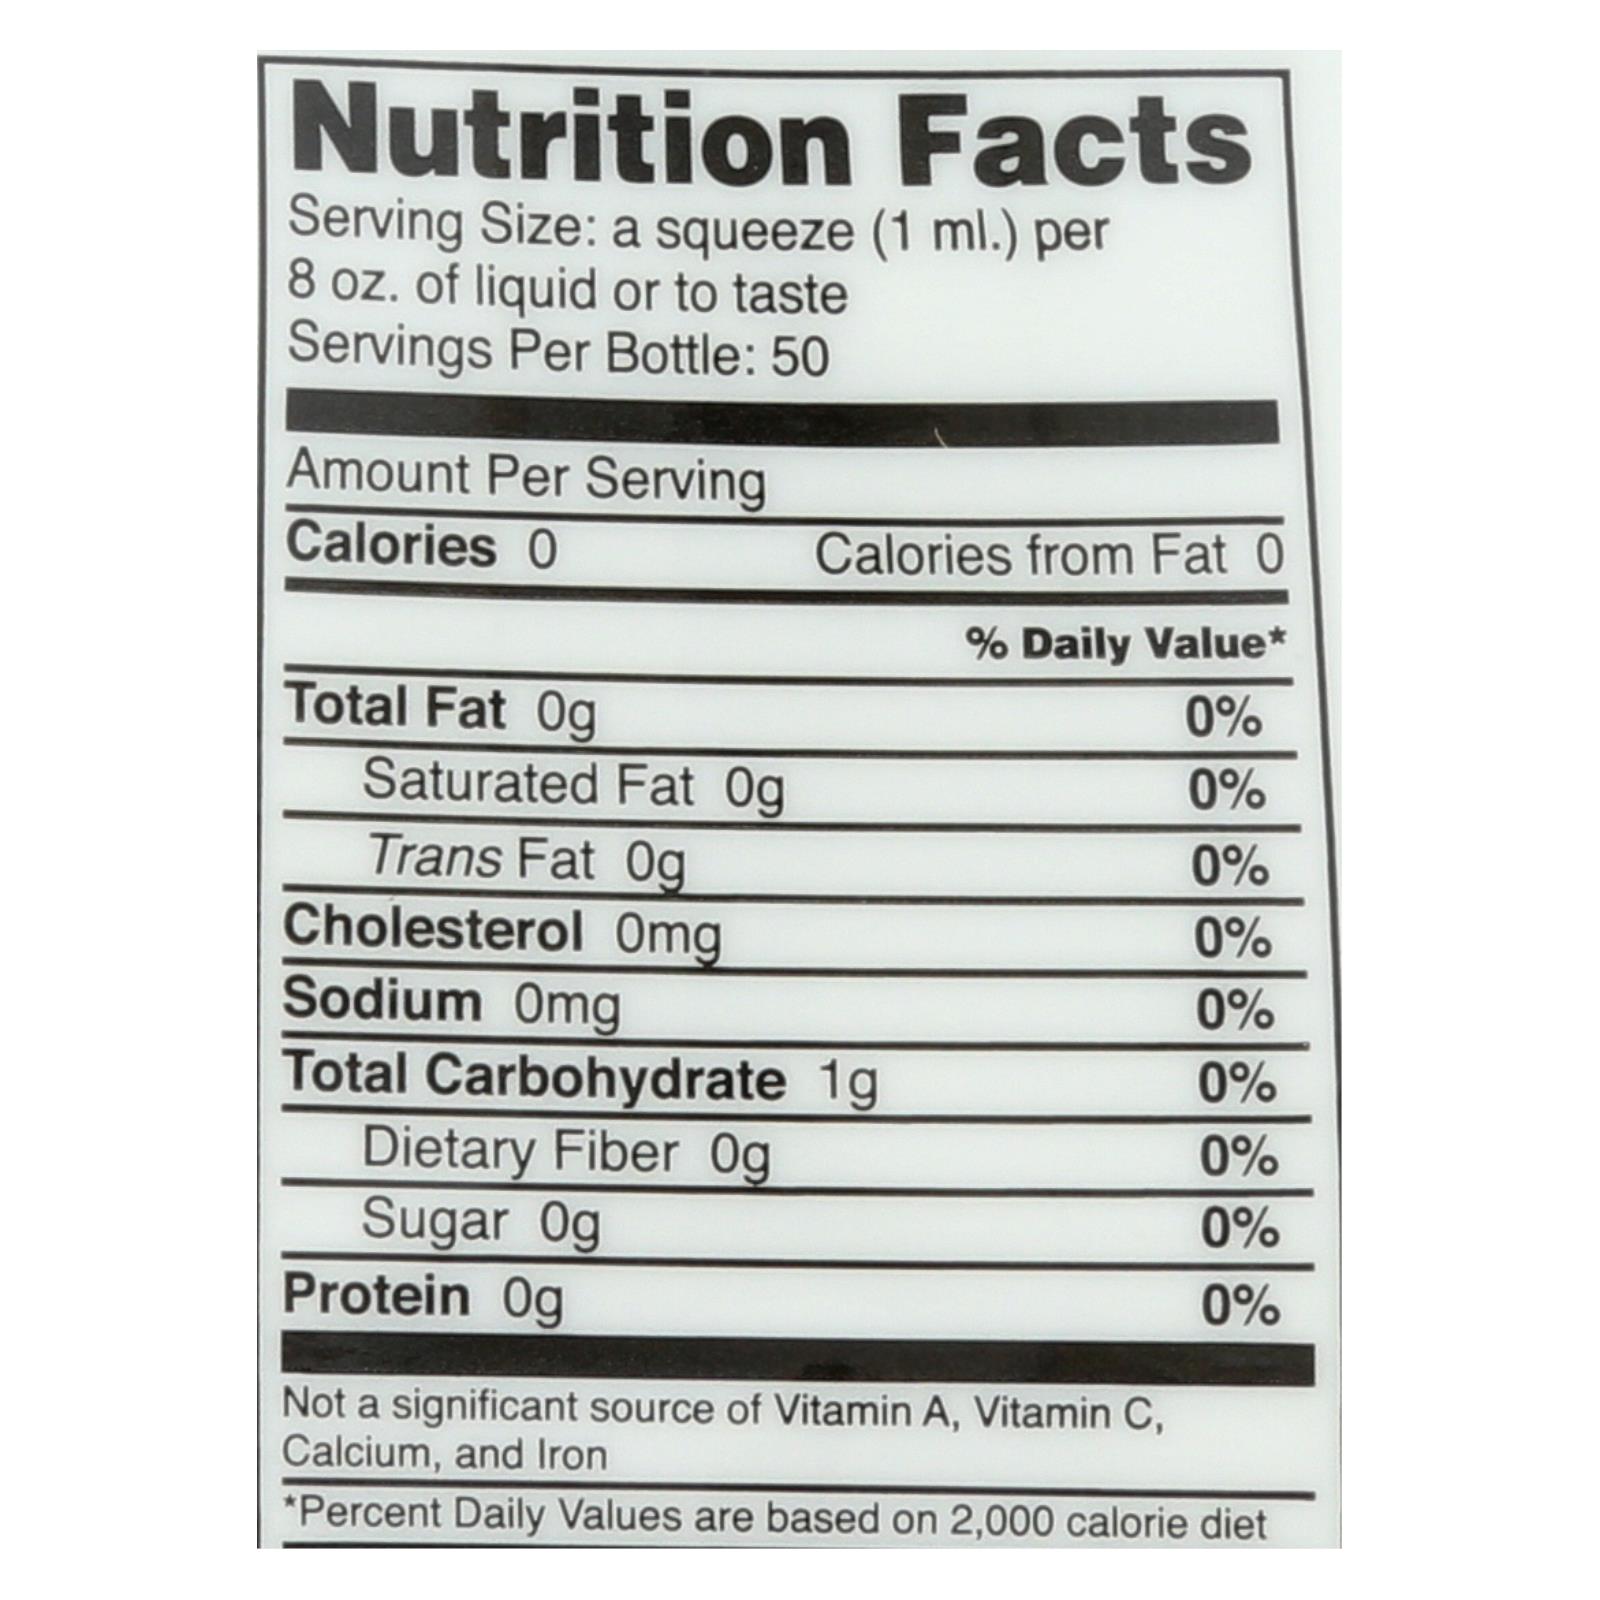 Nutrition Facts
Serving Size: a squeeze (1 ml.) per
8 oz. of liquid or to taste
Servings Per Bottle: 50
Amount Per Serving
Calories 0 Calories from Fat 0
% Daily Value*
Total Fat 0g 0%
Saturated Fat 0g 0%
Trans Fat 0g 0%
Cholesterol 0mg 0%
Sodium 0mg 0%
Total Carbohydrate 1g 0%
Dietary Fiber 0g 0%
Sugar 0g 0%
Protein 0g 0%
Not a significant source of Vitamin A, Vitamin C,
Calcium, and Iron
*Percent Daily Values are based on 2,000 calorie diet